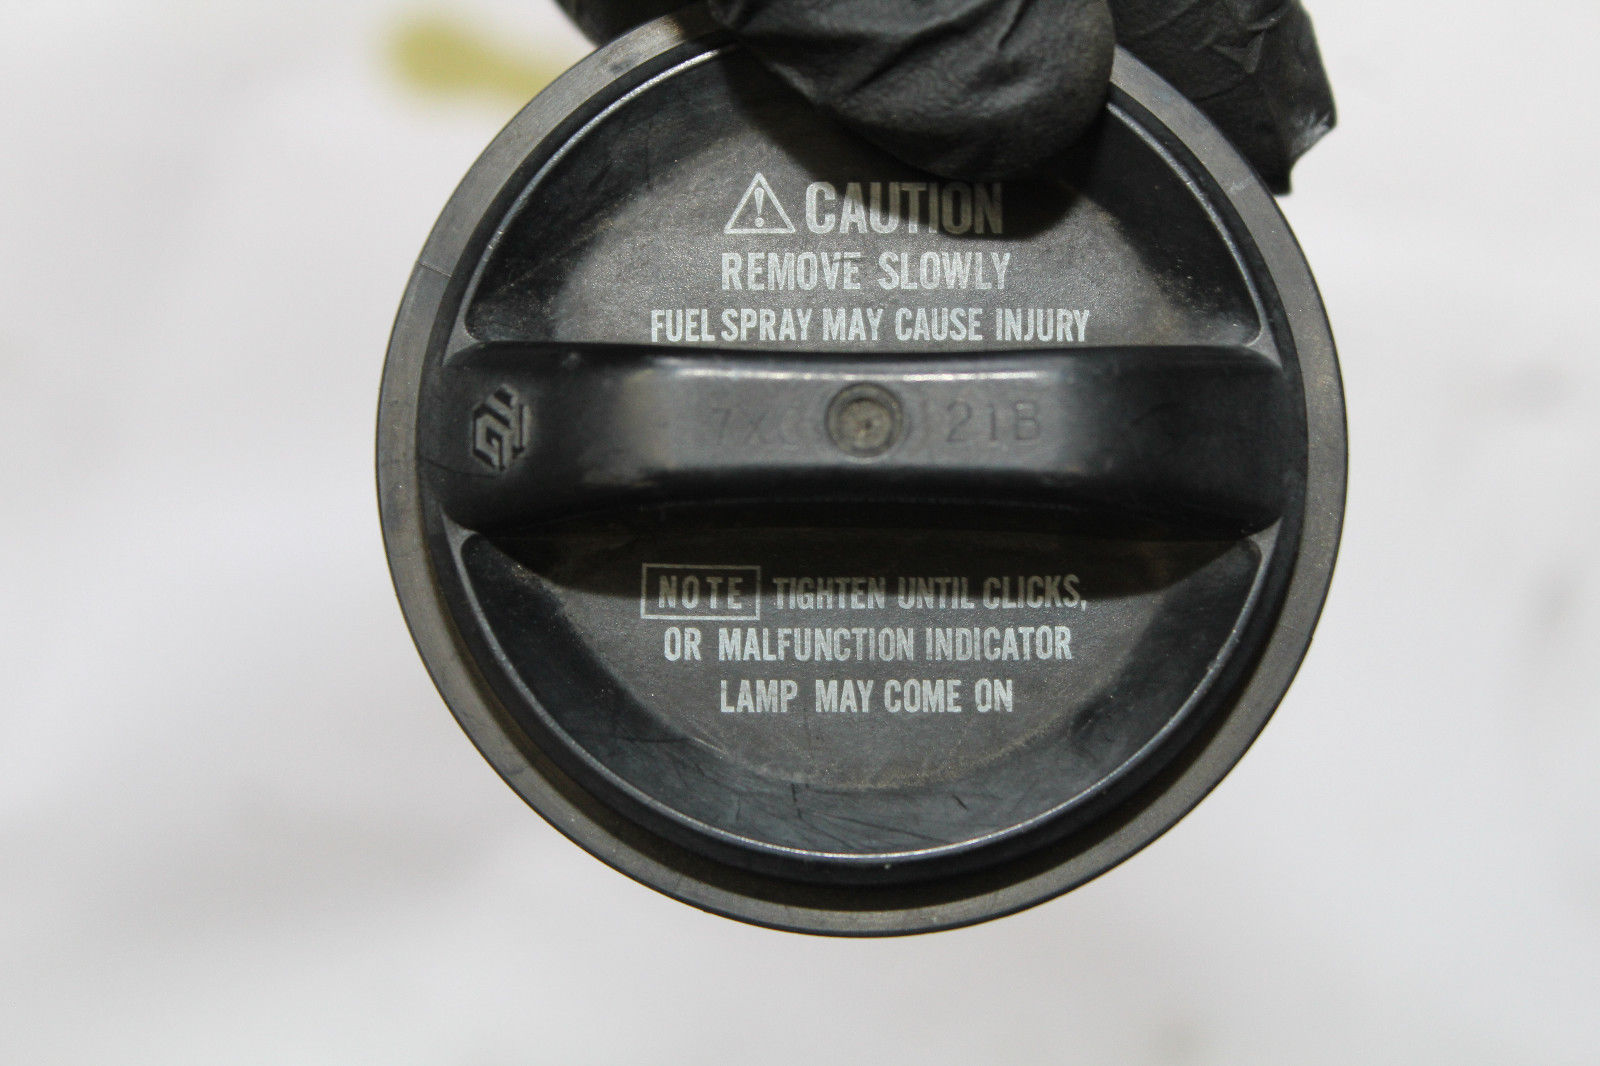 CAUTION
REMOVE SLOWLY
FUEL SPRAY MAY CAUSE INJURY
21B
NOTE TIGHTEN UNTIL CLICKS,
OR MALFUNCTION INDICATOR
LAMP MAY COME ON